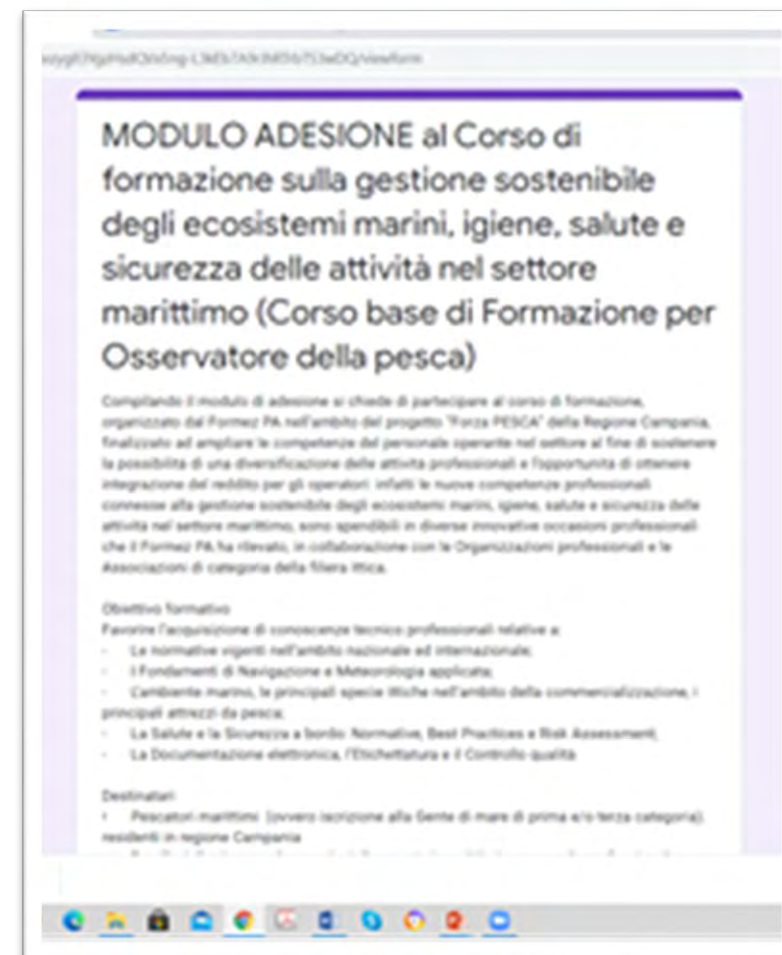 MODULO ADESIONE al Corso di
formazione sulla gestione sostenibile
degli ecosistemi marini, igiene, salute e
sicurezza delle attività nel settore
marittimo (Corso base di Formazione per
Osservatore della pesca)
Compilando il modulo di adesione si chiede di partecipare al corso di formazione,
organizzato dal Formez PA nell'ambito del progetto "Forza PESCA" della Regione Campania,
finalizzato ad ampliare le competenze del personale operante nel settore al fine di sostenere
la possibilità di una diversificazione delle attività professionali e l'opportunità di ottenere
integrazione del reddito per gli operatori: infatti le nuove competenze professionali
connesse alla gestione sostenibile degli ecosistemi marini, igiene, salute e sicurezza delle
attività nel settore marittimo, sono spendibili in diverse innovative occasioni professionali
che il Formez PA ha rilevato, in collaborazione con le Organizzazioni professionali e le
Associazioni di categoria della filiera ittica.
Obiettivo formativo
Favorire l'acquisizione di conoscenze tecnico professionali relative a:
- Le normative vigenti nell'ambito nazionale ed internazionale;
- I Fondamenti di Navigazione e Meteorologia applicata;
- L'ambiente marino, le principali specie ittiche nell'ambito della commercializzazione, i
principali attrezzi da pesca;
- La Salute e la Sicurezza a bordo: Normative, Best Practices e Risk Assessment;
- La Documentazione elettronica, l'Etichettatura e il Controllo qualità
Destinatari
• Pescatori marittimi (ovvero iscrizione alla Gente di mare di prima e/o terza categoria),
residenti in regione Campania